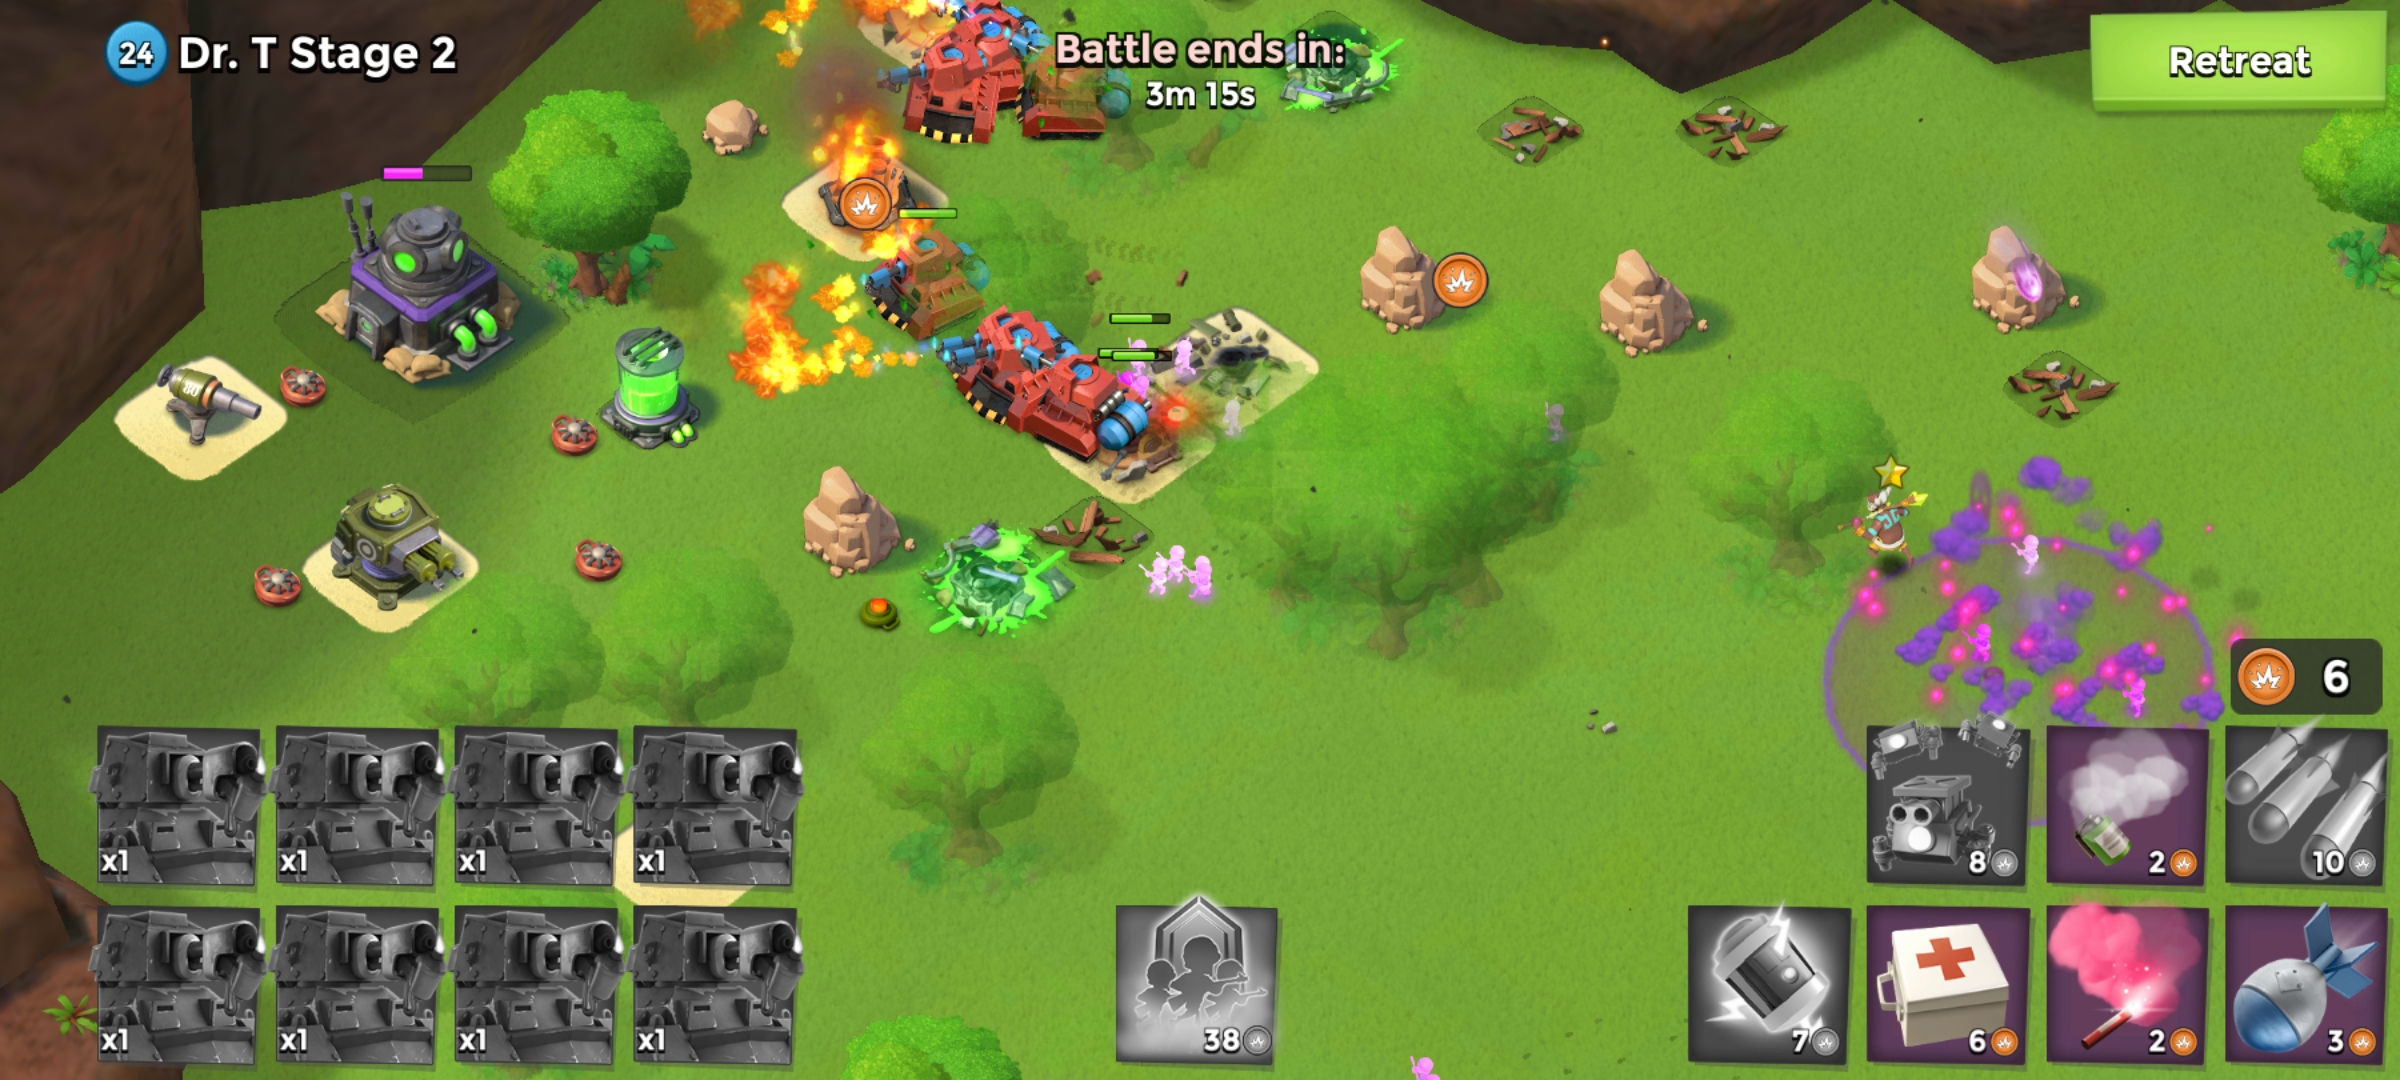 24 Dr. T Stage 2
Battle ends in:
3m 15s
Retreat
6
x1 x1 x1 x1
8 2 10
x1 x1 x1 x1
38
7 6 2 3